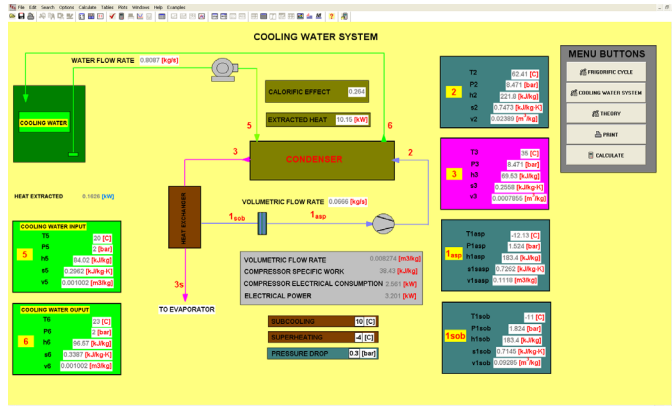 File Edit Search Options Calculate Tables Plots Windows Help Examples
COOLING WATER SYSTEM
WATER FLOW RATE 0.8087 [kg/s]
COOLING WATER
CALORIFIC EFFECT 0.264
EXTRACTED HEAT 10.15 [kW]
5
6
3
CONDENSER
2
HEAT EXTRACTED 0.1626 [kW]
HEAT EXCHANGER
VOLUMETRIC FLOW RATE 0.0666 [kg/s]
1sob
1asp
3s
TO EVAPORATOR
COOLING WATER INPUT
5
T5 20 [C]
P5 2 [bar]
h5 84.02 [kJ/kg]
s5 0.2962 [kJ/kg-K]
v5 0.001002 [m3/kg]
COOLING WATER OUPUT
6
T6 23 [C]
P6 2 [bar]
h6 96.57 [kJ/kg]
s6 0.3387 [kJ/kg-K]
v6 0.001002 [m3/kg]
VOLUMETRIC FLOW RATE 0.006274 [m3/kg]
COMPRESSOR SPECIFIC WORK 38.43 [kJ/kg]
COMPRESSOR ELECTRICAL CONSUMPTION 2.561 [kW]
ELECTRICAL POWER 3.201 [kW]
SUBCOOLING 10 [C]
SUPERHEATING -4 [C]
PRESSURE DROP 0.3 [bar]
2
T2 62.41 [C]
P2 8.471 [bar]
h2 221.8 [kJ/kg]
s2 0.7473 [kJ/kg-K]
v2 0.02389 [m³/kg]
3
T3 35 [C]
P3 8.471 [bar]
h3 69.53 [kJ/kg]
s3 0.2558 [kJ/kg-K]
v3 0.0007855 [m³/kg]
1asp
T1asp -12.13 [C]
P1asp 1.524 [bar]
h1asp 183.4 [kJ/kg]
s1asp 0.7262 [kJ/kg-K]
v1asp 0.1118 [m³/kg]
1sob
T1sob -11 [C]
P1sob 1.824 [bar]
h1sob 183.4 [kJ/kg]
s1sob 0.7145 [kJ/kg-K]
v1sob 0.09285 [m³/kg]
MENU BUTTONS
FRIGORIFIC CYCLE
COOLING WATER SYSTEM
THEORY
PRINT
CALCULATE